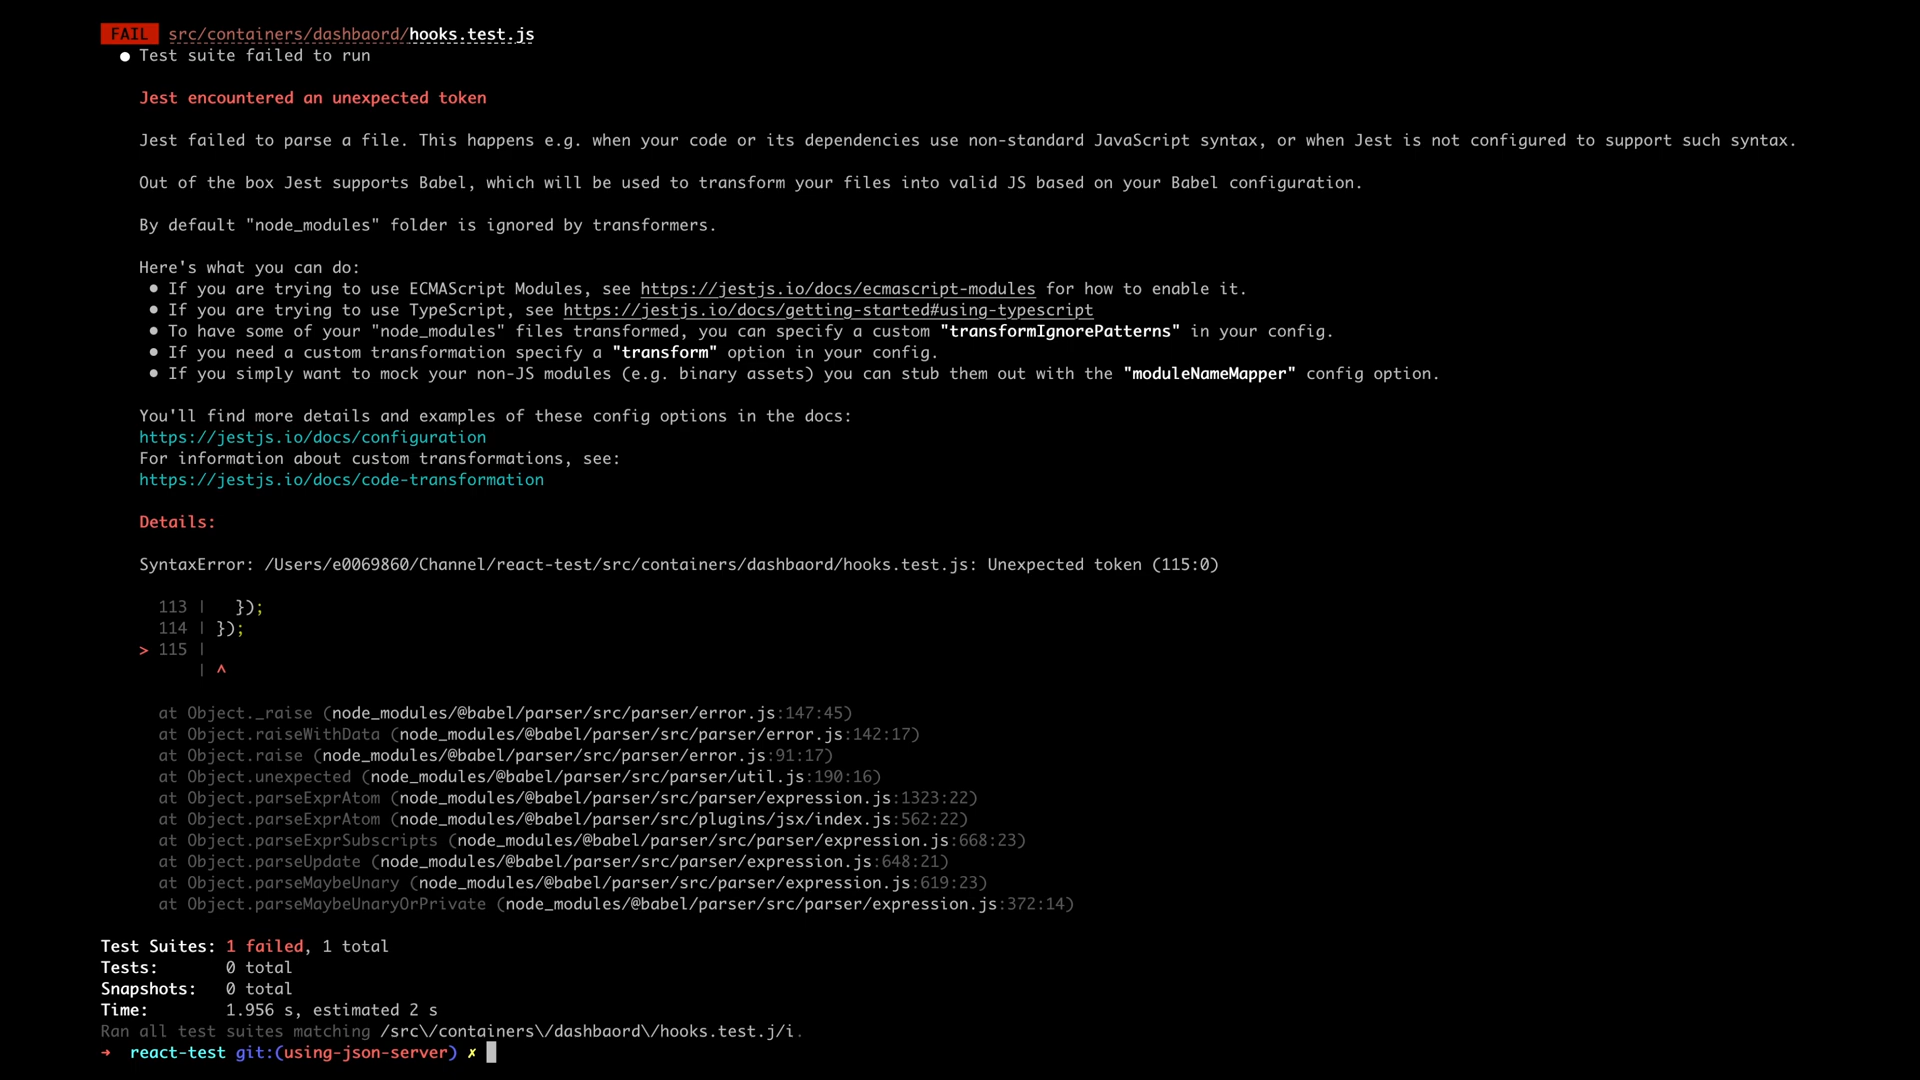 FAIL src/containers/dashbaord/hooks.test.js
● Test suite failed to run
Jest encountered an unexpected token
Jest failed to parse a file. This happens e.g. when your code or its dependencies use non-standard JavaScript syntax, or when Jest is not configured to support such syntax.
Out of the box Jest supports Babel, which will be used to transform your files into valid JS based on your Babel configuration.
By default "node_modules" folder is ignored by transformers.
Here's what you can do:
● If you are trying to use ECMAScript Modules, see https://jestjs.io/docs/ecmascript-modules for how to enable it.
● If you are trying to use TypeScript, see https://jestjs.io/docs/getting-started#using-typescript
● To have some of your "node_modules" files transformed, you can specify a custom "transformIgnorePatterns" in your config.
● If you need a custom transformation specify a "transform" option in your config.
● If you simply want to mock your non-JS modules (e.g. binary assets) you can stub them out with the "moduleNameMapper" config option.
You'll find more details and examples of these config options in the docs:
https://jestjs.io/docs/configuration
For information about custom transformations, see:
https://jestjs.io/docs/code-transformation
Details:
SyntaxError: /Users/e0069860/Channel/react-test/src/containers/dashbaord/hooks.test.js: Unexpected token (115:0)
113 |   });
114 | });
> 115 |
| ^
at Object._raise (node_modules/@babel/parser/src/parser/error.js:147:45)
at Object.raiseWithData (node_modules/@babel/parser/src/parser/error.js:142:17)
at Object.raise (node_modules/@babel/parser/src/parser/error.js:91:17)
at Object.unexpected (node_modules/@babel/parser/src/parser/util.js:190:16)
at Object.parseExprAtom (node_modules/@babel/parser/src/parser/expression.js:1323:22)
at Object.parseExprAtom (node_modules/@babel/parser/src/plugins/jsx/index.js:562:22)
at Object.parseExprSubscripts (node_modules/@babel/parser/src/parser/expression.js:668:23)
at Object.parseUpdate (node_modules/@babel/parser/src/parser/expression.js:648:21)
at Object.parseMaybeUnary (node_modules/@babel/parser/src/parser/expression.js:619:23)
at Object.parseMaybeUnaryOrPrivate (node_modules/@babel/parser/src/parser/expression.js:372:14)
Test Suites: 1 failed, 1 total
Tests: 0 total
Snapshots: 0 total
Time: 1.956 s, estimated 2 s
Ran all test suites matching /src\/containers\/dashbaord\/hooks.test.j/i.
→ react-test git:(using-json-server) ✗